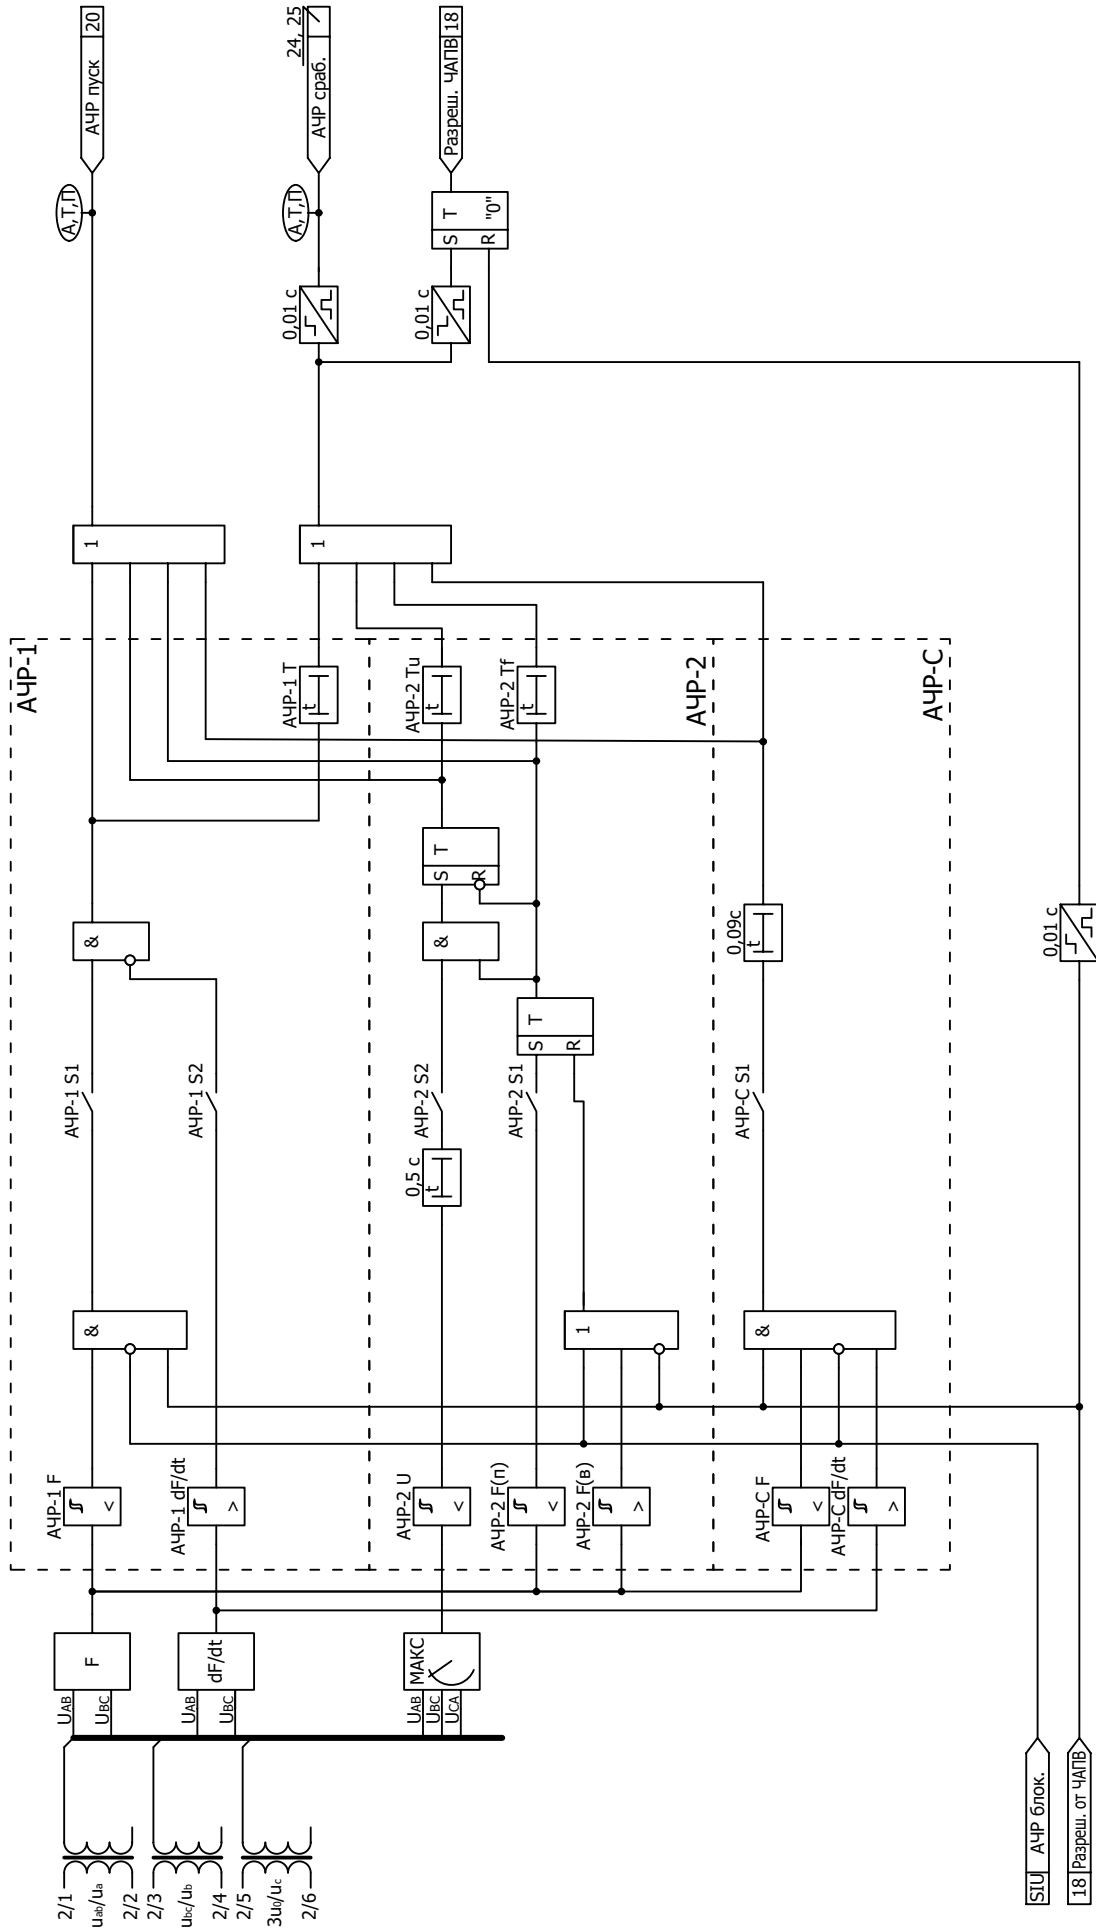 20
АЧР пуск
24, 25
АЧР сраб.
18
Разреш. ЧАПВ
А,Т,П
А,Т,П
S
T
R
"0"
0,01 с
0,01 с
1
1
АЧР-1
АЧР-2
АЧР-С
АЧР-1 T
t
АЧР-2 Tu
t
АЧР-2 Tf
t
S
T
R
&
&
0,09с
t
0,01 с
S
T
R
АЧР-1 S1
АЧР-1 S2
АЧР-2 S2
АЧР-2 S1
АЧР-С S1
0,5 с
t
&
1
&
АЧР-1 F
<
АЧР-1 dF/dt
>
АЧР-2 U
<
АЧР-2 F(п)
<
АЧР-2 F(в)
>
АЧР-С F
<
АЧР-С dF/dt
>
F
dF/dt
МАКС
UAB
UBC
UAB
UBC
UAB
UBC
UCA
2/1
uab/ua
2/2
2/3
ubc/ub
2/4
2/5
3u0/uc
2/6
SIU
АЧР блок.
18
Разреш. от ЧАПВ